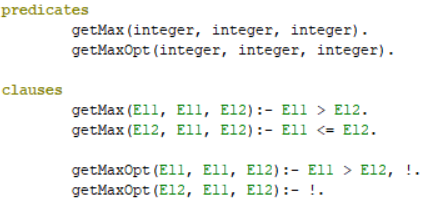 predicates
getMax(integer, integer, integer).
getMaxOpt(integer, integer, integer).
clauses
getMax(El1, El1, El2):- El1 > El2.
getMax(El2, El1, El2):- El1 <= El2.
getMaxOpt(El1, El1, El2):- El1 > El2, !.
getMaxOpt(El2, El1, El2):- !.